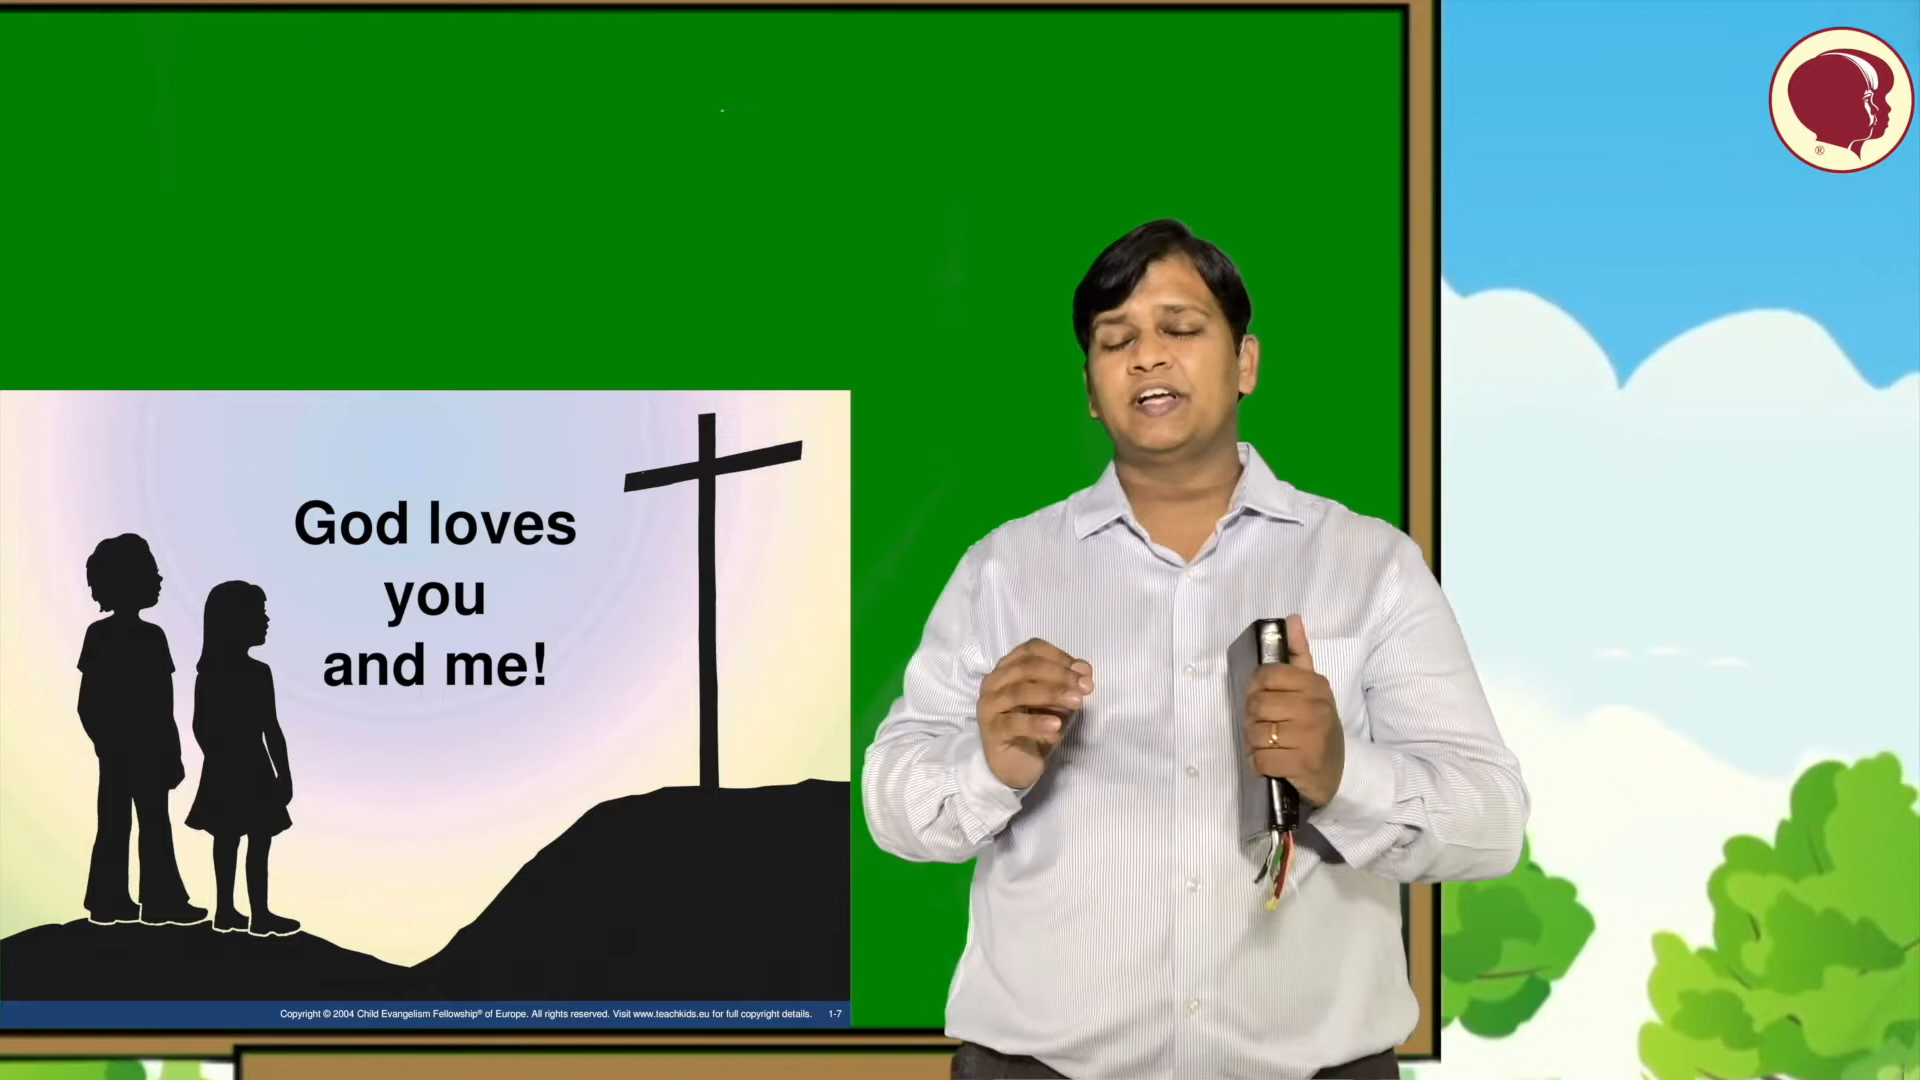 God loves
you
and me!
Copyright © 2004 Child Evangelism Fellowship® of Europe. All rights reserved. Visit www.teachkids.eu for full copyright details. 1-7
®